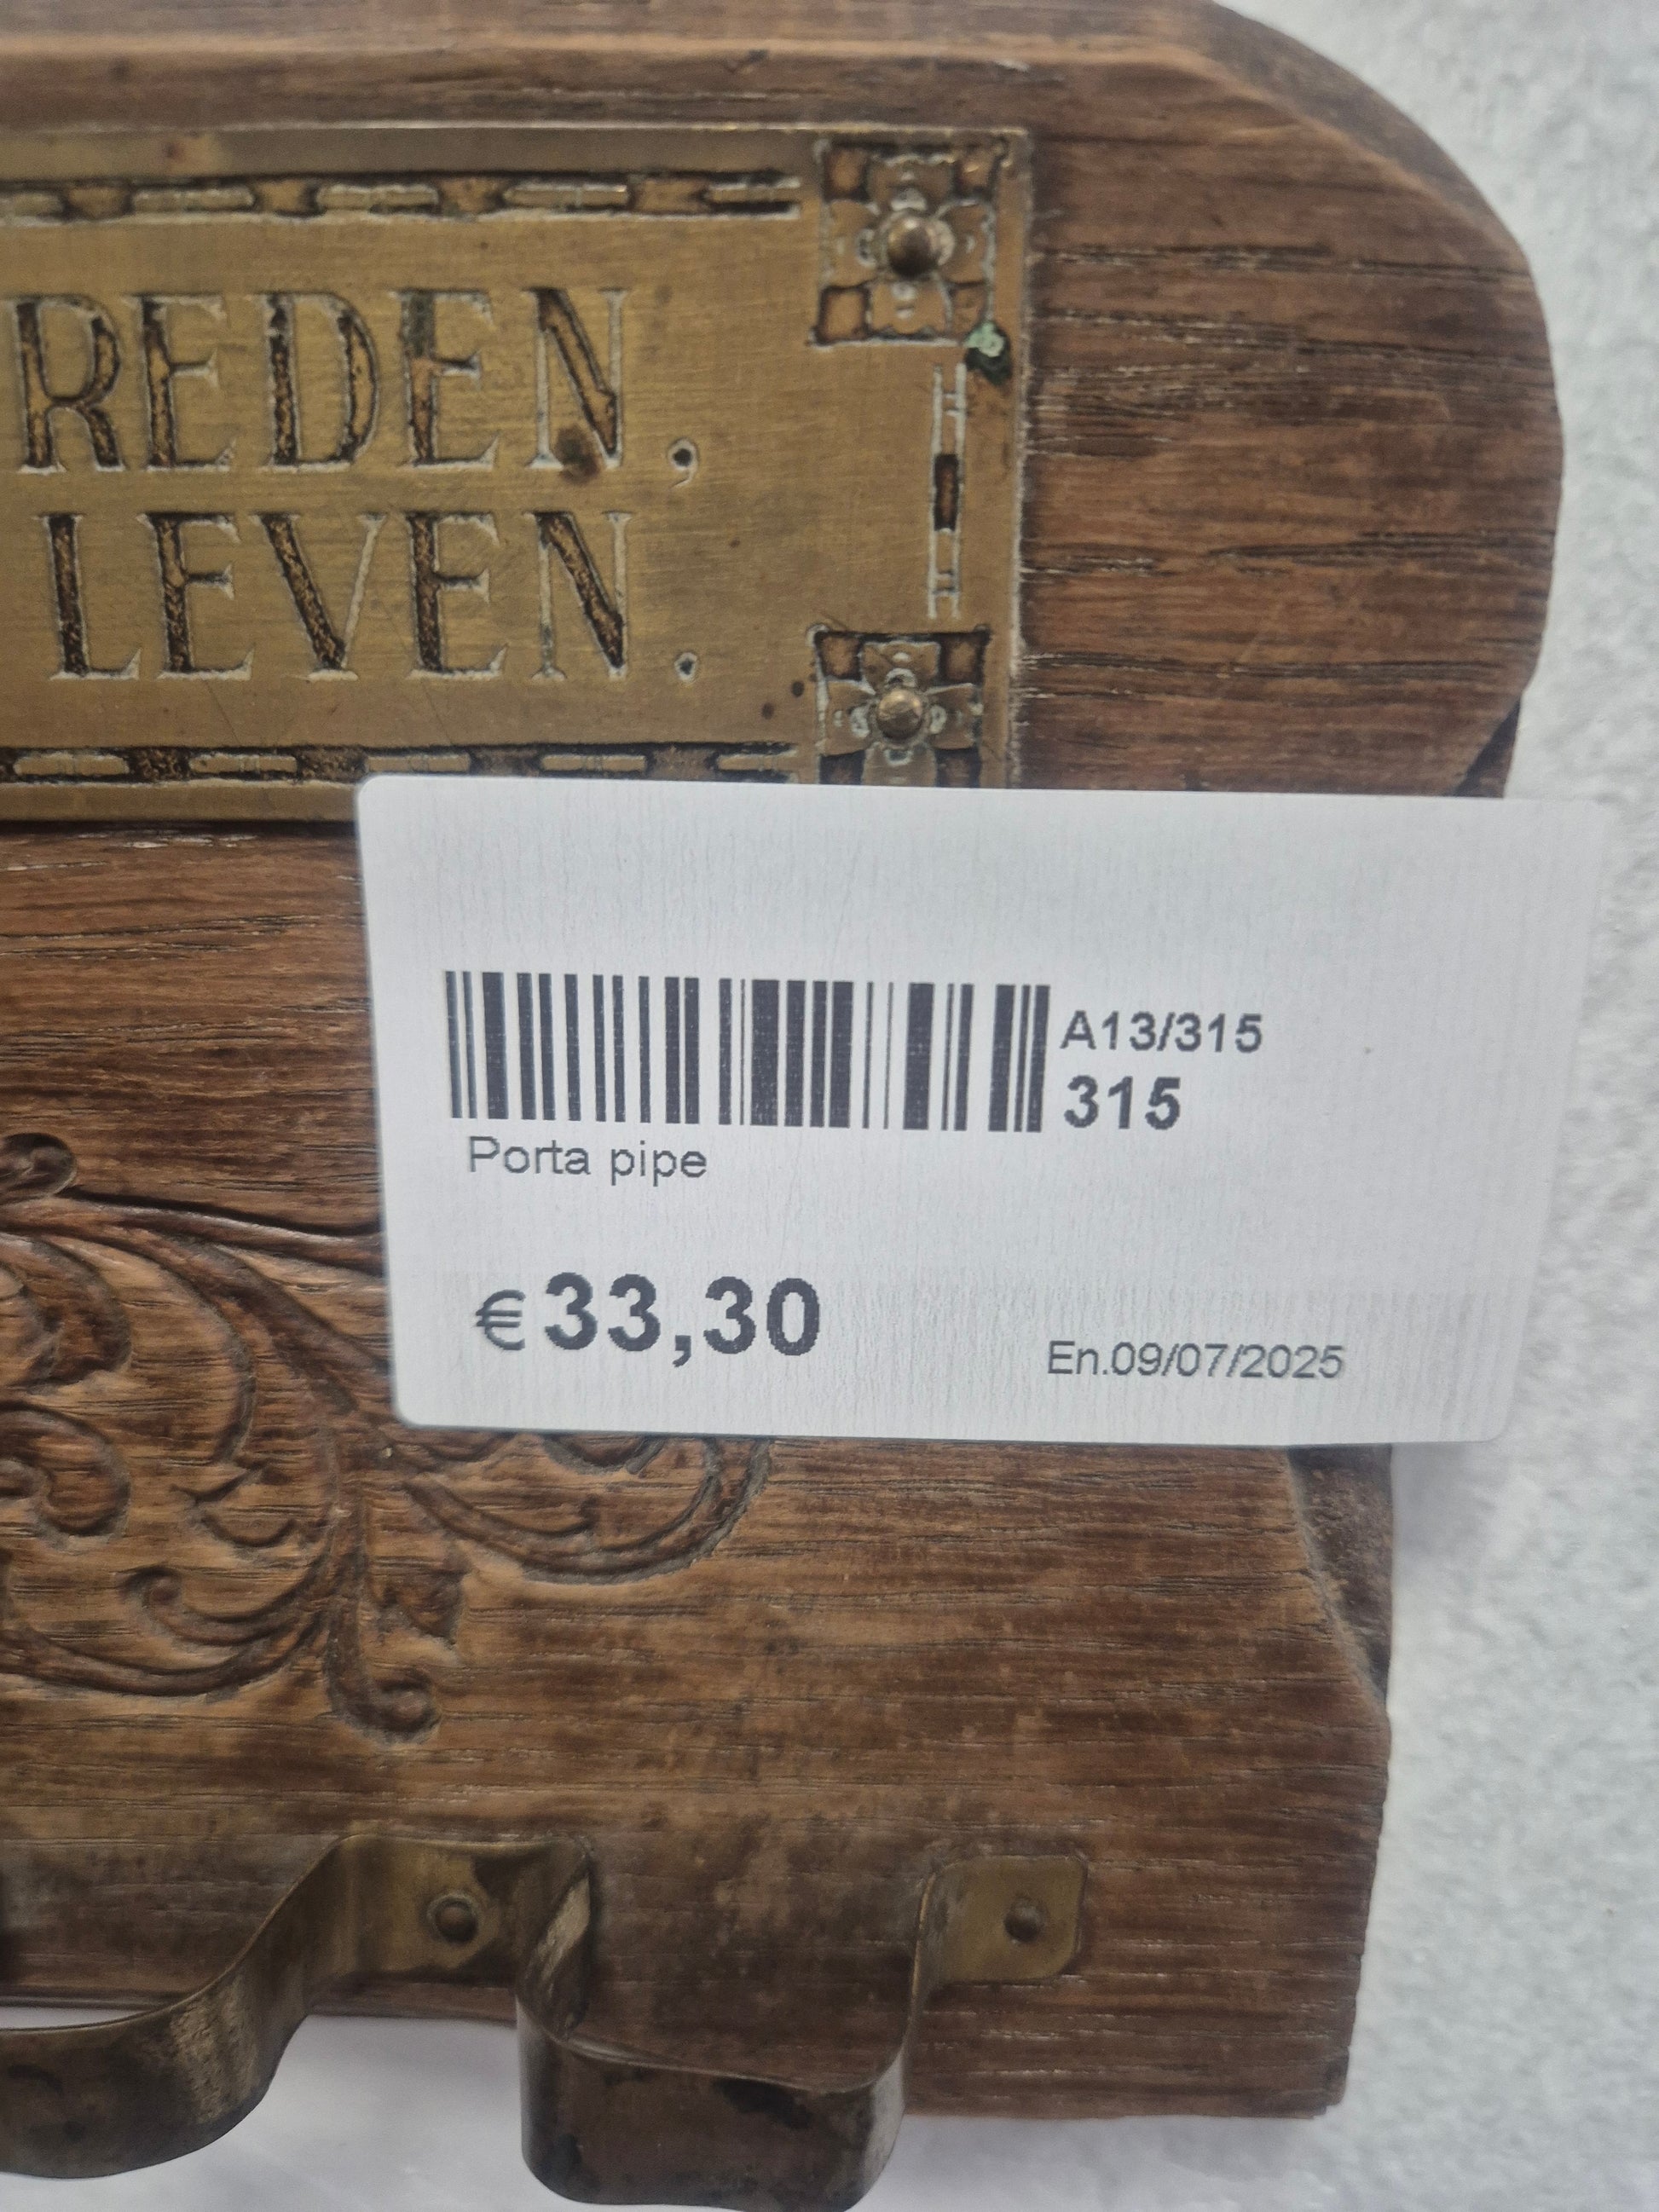 REDEN,
LEVEN.
A13/315
315
Porta pipe
€ 33,30
En.09/07/2025